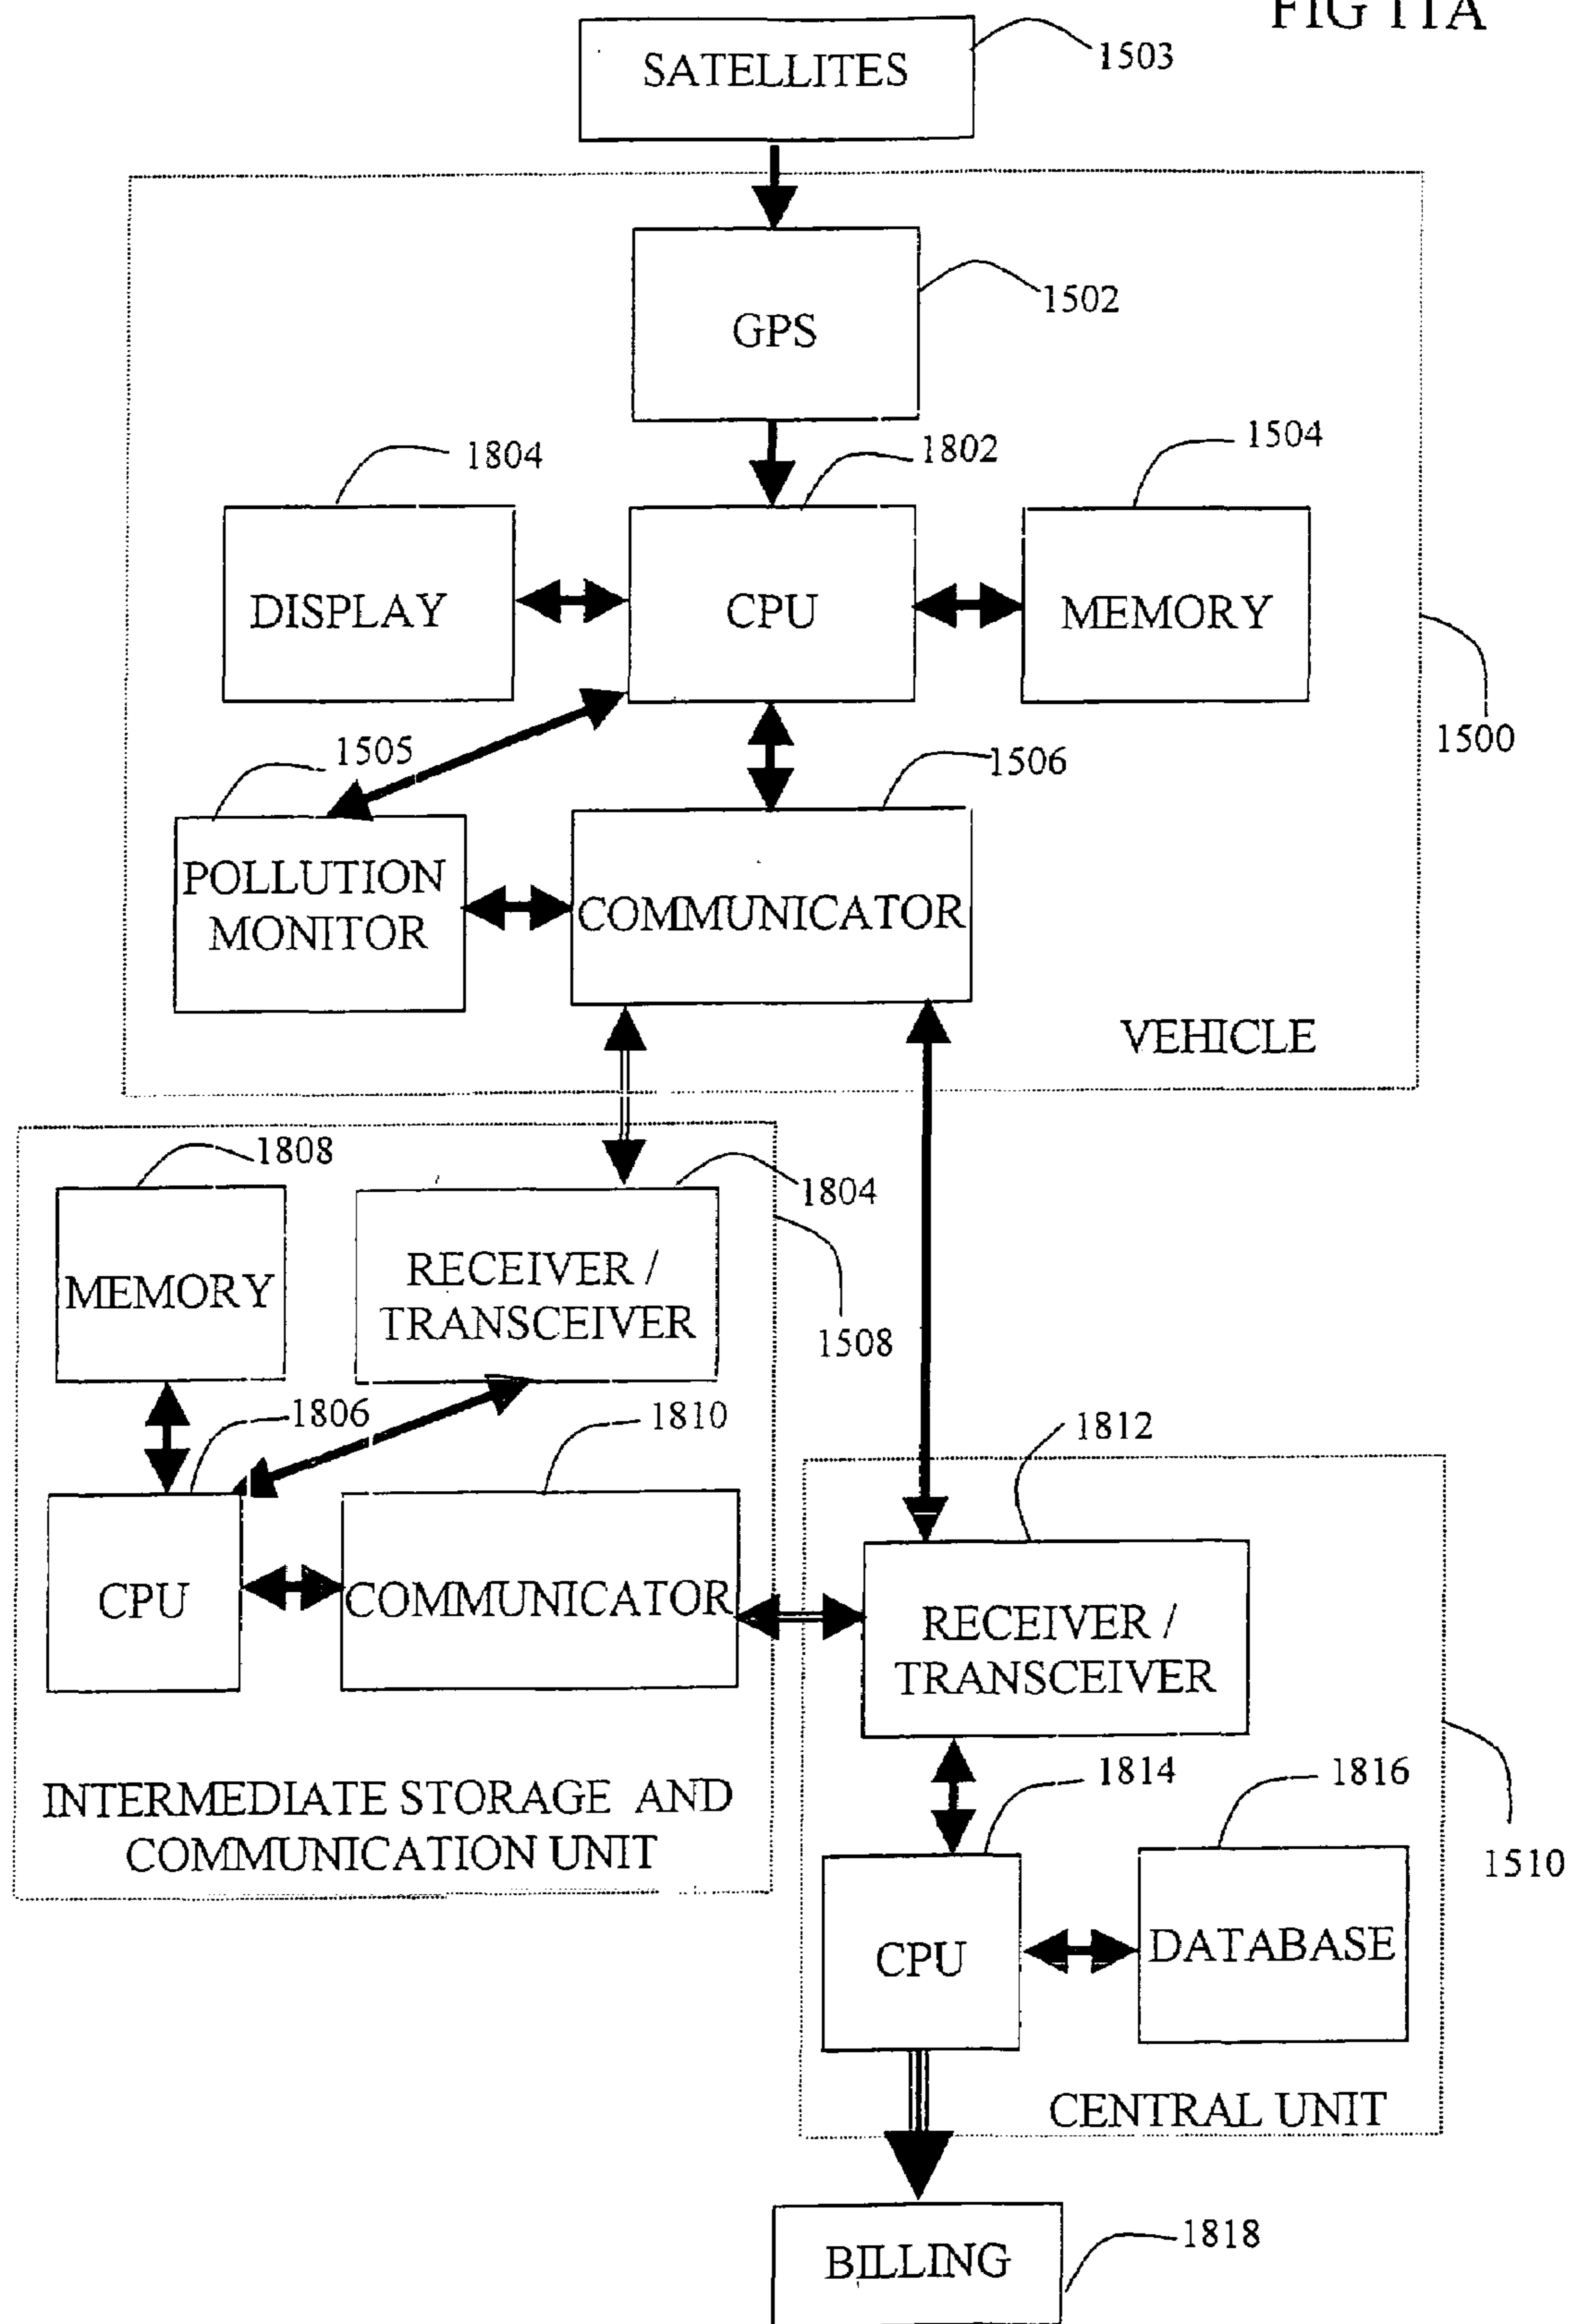 FIG 11A
SATELLITES
1503
GPS
1502
1804
1802
1504
DISPLAY
CPU
MEMORY
1500
1505
1506
POLLUTION
MONITOR
COMMUNICATOR
VEHICLE
1808
1804
MEMORY
RECEIVER /
TRANSCEIVER
1508
1806
1810
1812
CPU
COMMUNICATOR
RECEIVER /
TRANSCEIVER
INTERMEDIATE STORAGE AND
COMMUNICATION UNIT
1814
1816
1510
CPU
DATABASE
CENTRAL UNIT
BILLING
1818